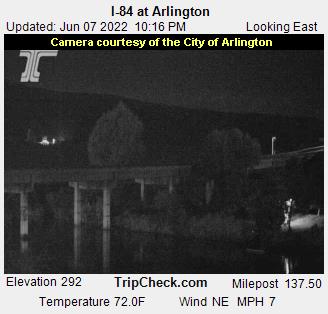 I-84 at Arlington
Updated: Jun 07 2022 10:16 PM Looking East
Camera courtesy of the City of Arlington
Elevation 292 TripCheck.com Milepost 137.50
Temperature 72.0F Wind NE MPH 7